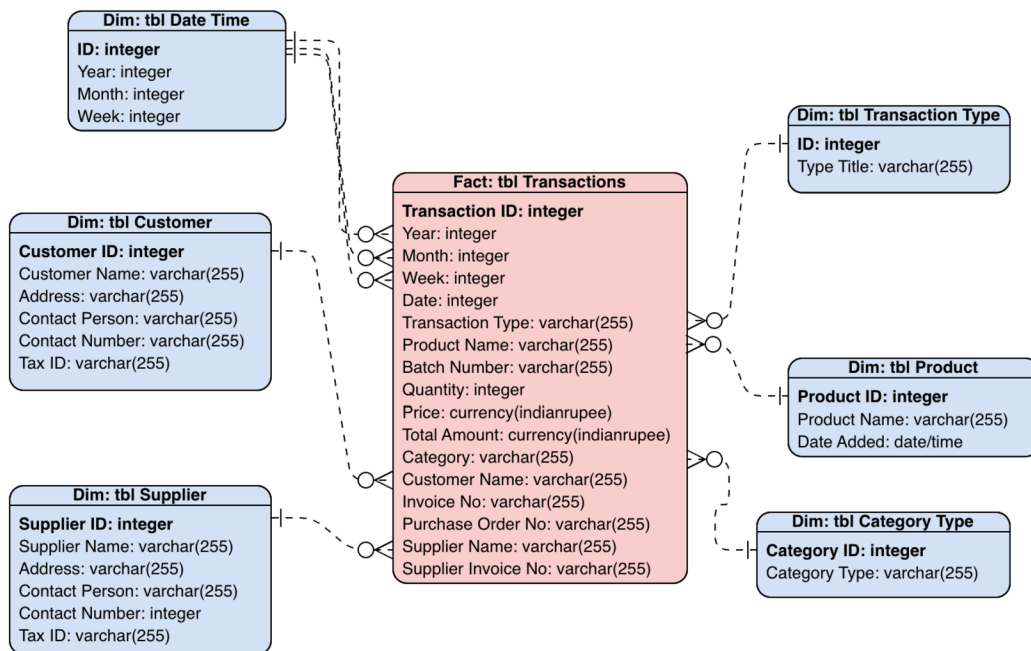 Dim: tbl Date Time
ID: integer
Year: integer
Month: integer
Week: integer
Dim: tbl Customer
Customer ID: integer
Customer Name: varchar(255)
Address: varchar(255)
Contact Person: varchar(255)
Contact Number: varchar(255)
Tax ID: varchar(255)
Dim: tbl Supplier
Supplier ID: integer
Supplier Name: varchar(255)
Address: varchar(255)
Contact Person: varchar(255)
Contact Number: integer
Tax ID: varchar(255)
Fact: tbl Transactions
Transaction ID: integer
Year: integer
Month: integer
Week: integer
Date: integer
Transaction Type: varchar(255)
Product Name: varchar(255)
Batch Number: varchar(255)
Quantity: integer
Price: currency(indianrupee)
Total Amount: currency(indianrupee)
Category: varchar(255)
Customer Name: varchar(255)
Invoice No: varchar(255)
Purchase Order No: varchar(255)
Supplier Name: varchar(255)
Supplier Invoice No: varchar(255)
Dim: tbl Transaction Type
ID: integer
Type Title: varchar(255)
Dim: tbl Product
Product ID: integer
Product Name: varchar(255)
Date Added: date/time
Dim: tbl Category Type
Category ID: integer
Category Type: varchar(255)